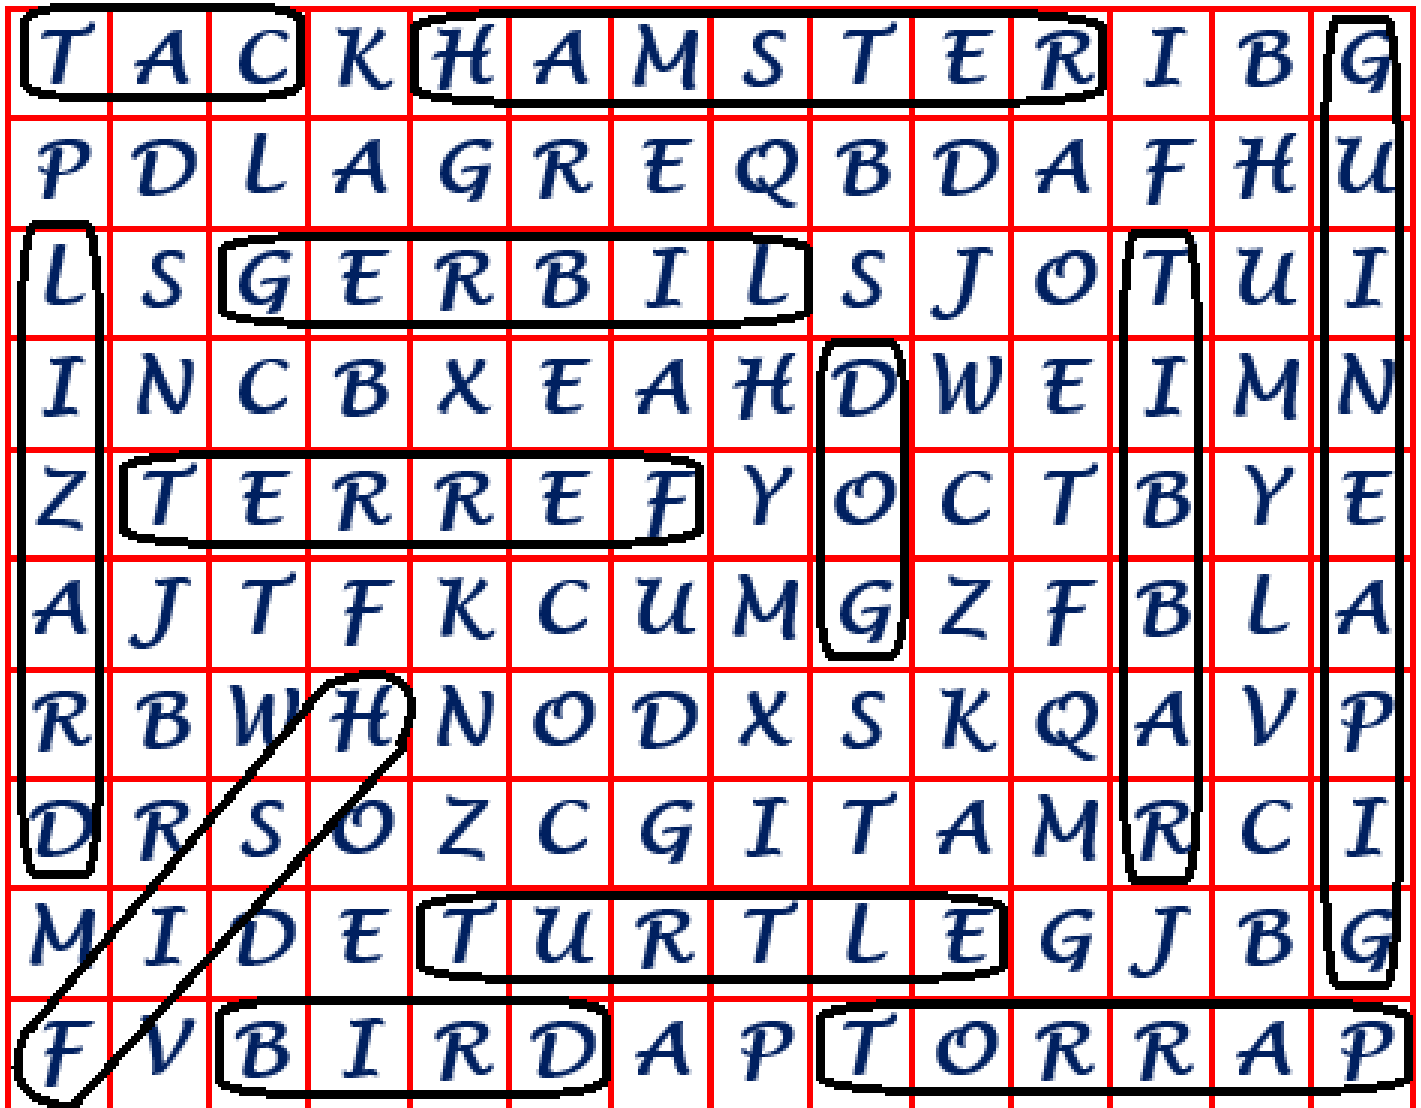 T A C K H A M S T E R I B G
P D L A G R E Q B D A F H U
L S G E R B I L S J O T U I
I N C B X E A H D W E I M N
Z T E R R E F Y O C T B Y E
A J T F K C U M G Z F B L A
R B W H N O D X S K Q A V P
D R S O Z C G I T A M R C I
M I D E T U R T L E G J B G
F V B I R D A P T O R R A P